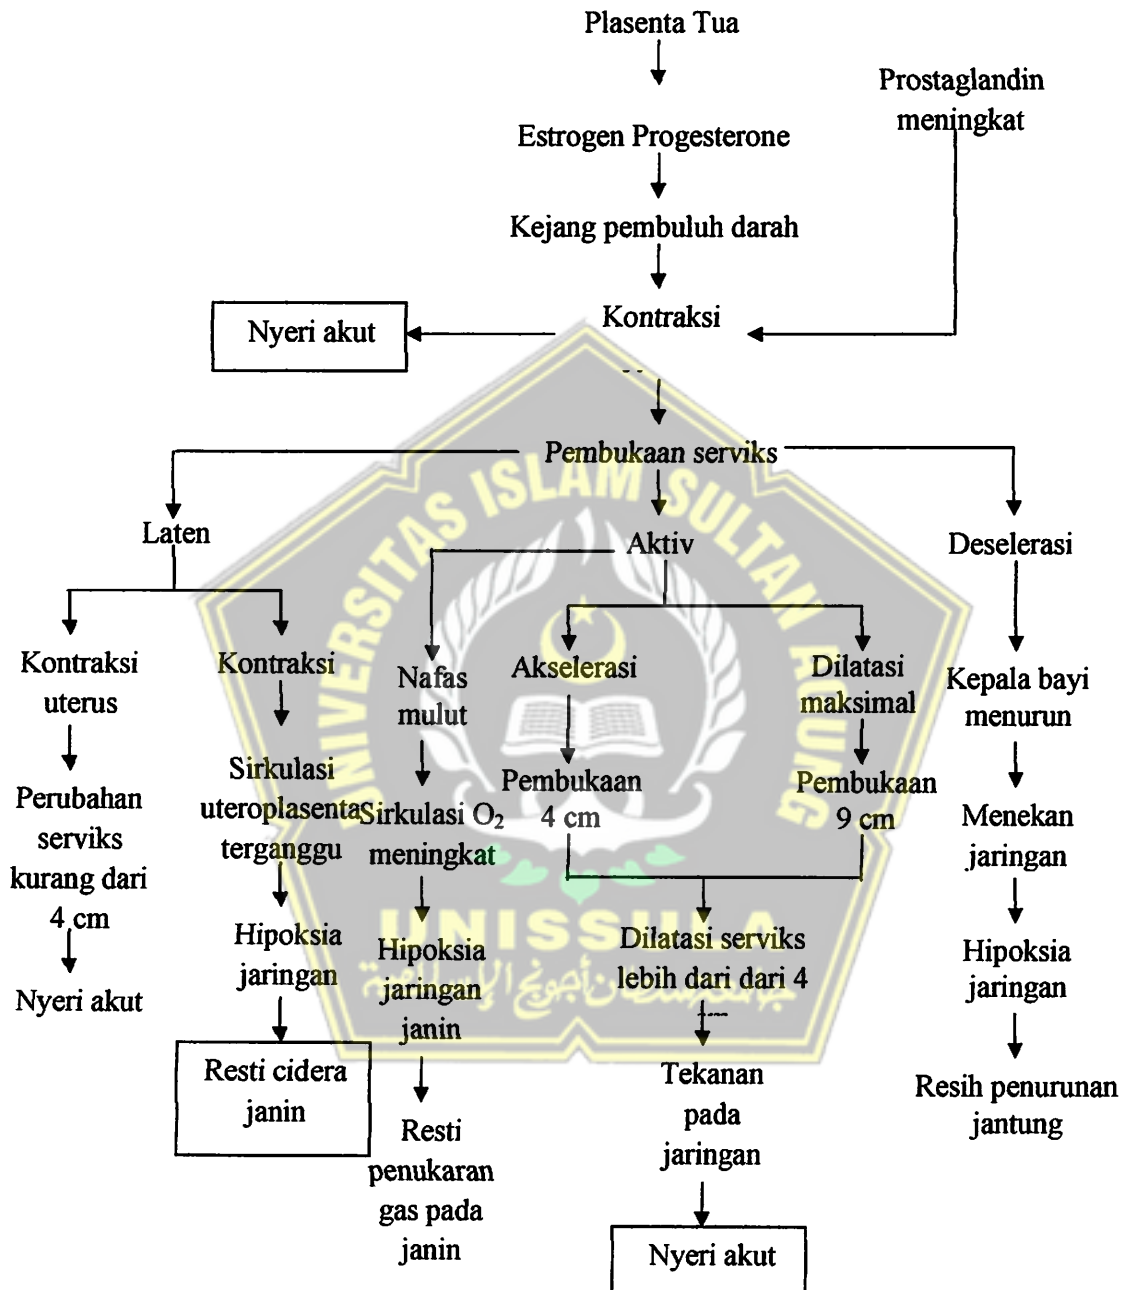 Plasenta Tua
Prostaglandin
meningkat
Estrogen Progesterone
Kejang pembuluh darah
Kontraksi
Nyeri akut
Pembukaan serviks
Laten
Aktiv
Deselerasi
Kontraksi
uterus
Perubahan
serviks
kurang dari
4 cm
Nyeri akut
Kontraksi
Sirkulasi
uteroplasenta
terganggu
Hipoksia
jaringan
Resti cidera
janin
Nafas
mulut
Sirkulasi O₂
meningkat
Hipoksia
jaringan
janin
Resti
penukaran
gas pada
janin
Akselerasi
Pembukaan
4 cm
Dilatasi
maksimal
Pembukaan
9 cm
Dilatasi serviks
lebih dari dari 4
Tekanan
pada
jaringan
Nyeri akut
Kepala bayi
menurun
Menekan
jaringan
Hipoksia
jaringan
Resih penurunan
jantung
UNIVERSITAS ISLAM SULTAN AGUNG
UNISSULA
جامعة سلطان أجونج الإسلامية